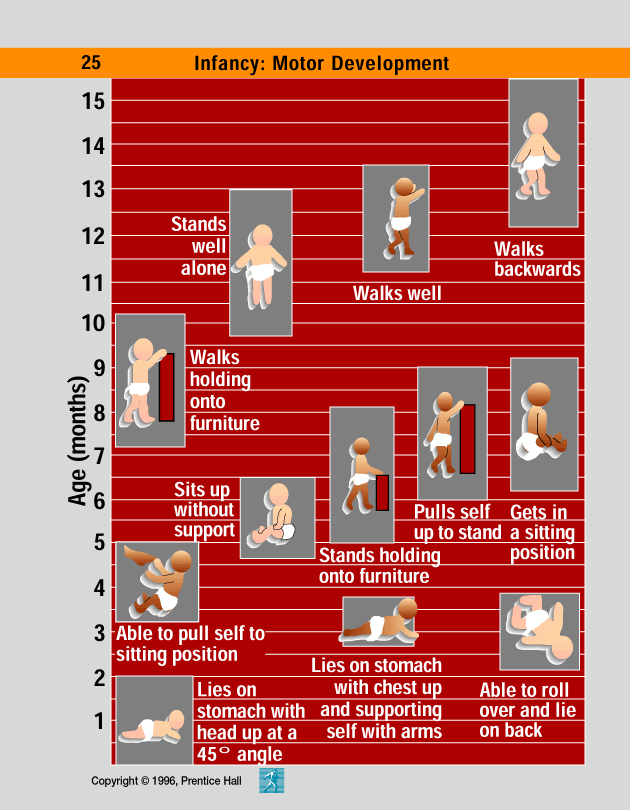 25 Infancy: Motor Development
15
14
13
12
11
10
9
8
7
6
5
4
3
2
1
Age (months)
Stands
well
alone
Walks well
Walks
backwards
Walks
holding
onto
furniture
Sits up
without
support
Stands holding
onto furniture
Pulls self
up to stand
Gets in
a sitting
position
Able to pull self to
sitting position
Lies on stomach
with chest up
and supporting
self with arms
Able to roll
over and lie
on back
Lies on
stomach with
head up at a
45° angle
Copyright © 1996, Prentice Hall